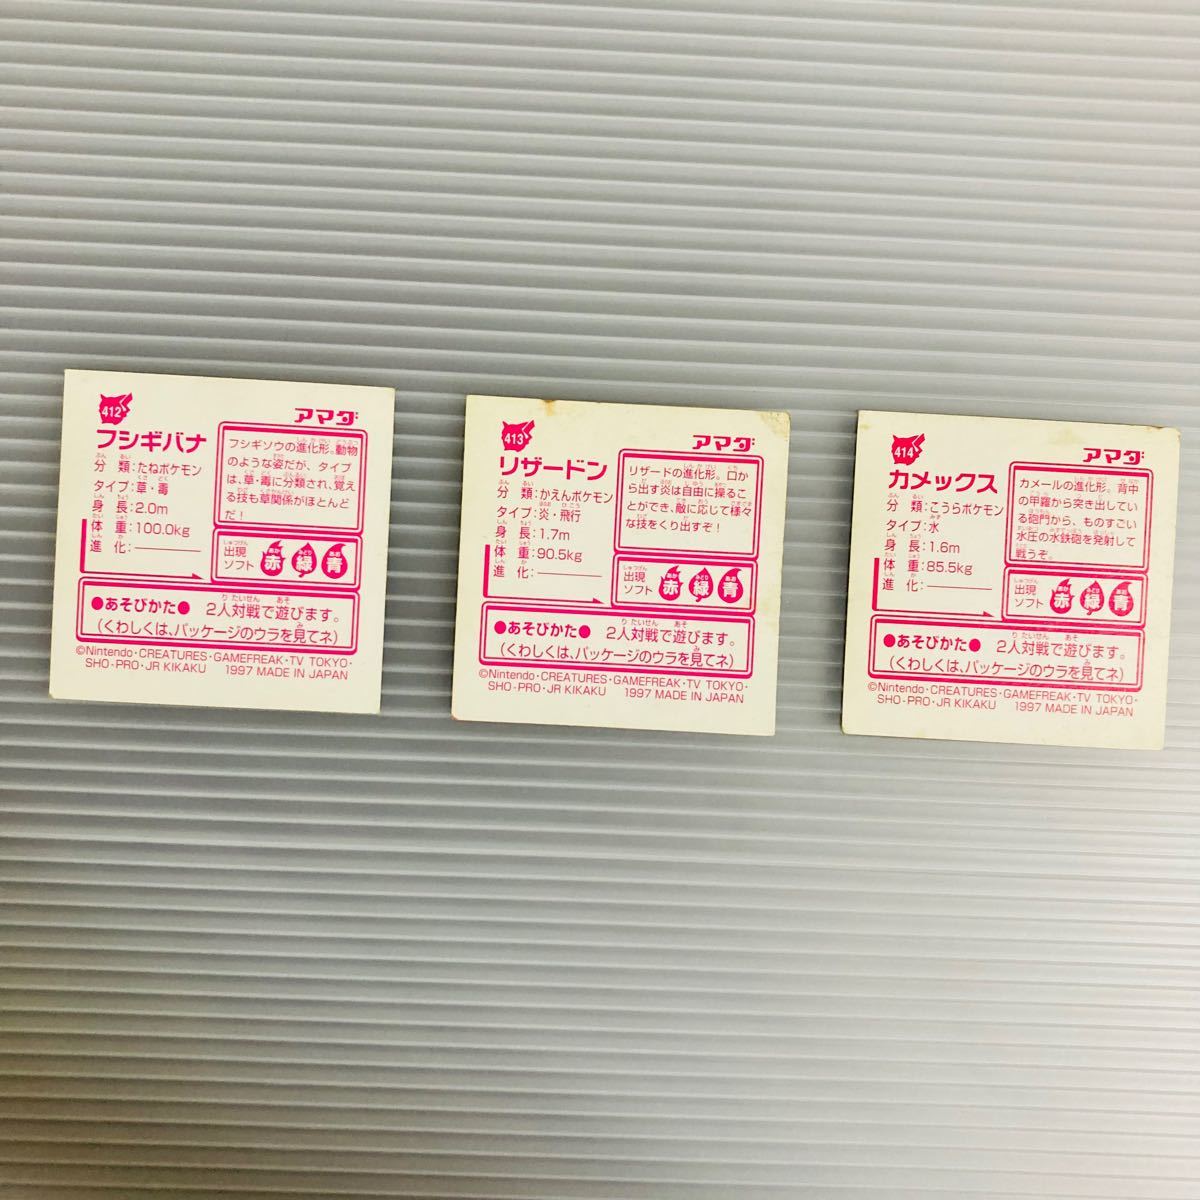 412
アマダ
フシギバナ
分類:たねポケモン
タイプ:草・毒
身長:2.0m
体重:100.0kg
進化:————
フシギソウの進化形。動物
のような姿だが、タイプ
は、草・毒に分類され、覚え
る技も草関係がほとんど
だ!
出現
ソフト 赤 緑 青
●あそびかた● 2人対戦で遊びます。
(くわしくは、パッケージのウラを見てネ)
©Nintendo・CREATURES・GAMEFREAK・TV TOKYO・
SHO-PRO・JR KIKAKU 1997 MADE IN JAPAN
413
アマダ
リザードン
分類:かえんポケモン
タイプ:炎・飛行
身長:1.7m
体重:90.5kg
進化:————
リザードの進化形。口か
ら出す炎は自由に操るこ
とができ、敵に応じて様々
な技をくり出すぞ!
出現
ソフト 赤 緑 青
●あそびかた● 2人対戦で遊びます。
(くわしくは、パッケージのウラを見てネ)
©Nintendo・CREATURES・GAMEFREAK・TV TOKYO・
SHO-PRO・JR KIKAKU 1997 MADE IN JAPAN
414
アマダ
カメックス
分類:こうらポケモン
タイプ:水
身長:1.6m
体重:85.5kg
進化:————
カメールの進化形。背中
の甲羅から突き出してい
る砲門から、ものすごい
水圧の水鉄砲を発射して
戦うぞ。
出現
ソフト 赤 緑 青
●あそびかた● 2人対戦で遊びます。
(くわしくは、パッケージのウラを見てネ)
©Nintendo・CREATURES・GAMEFREAK・TV TOKYO・
SHO-PRO・JR KIKAKU 1997 MADE IN JAPAN